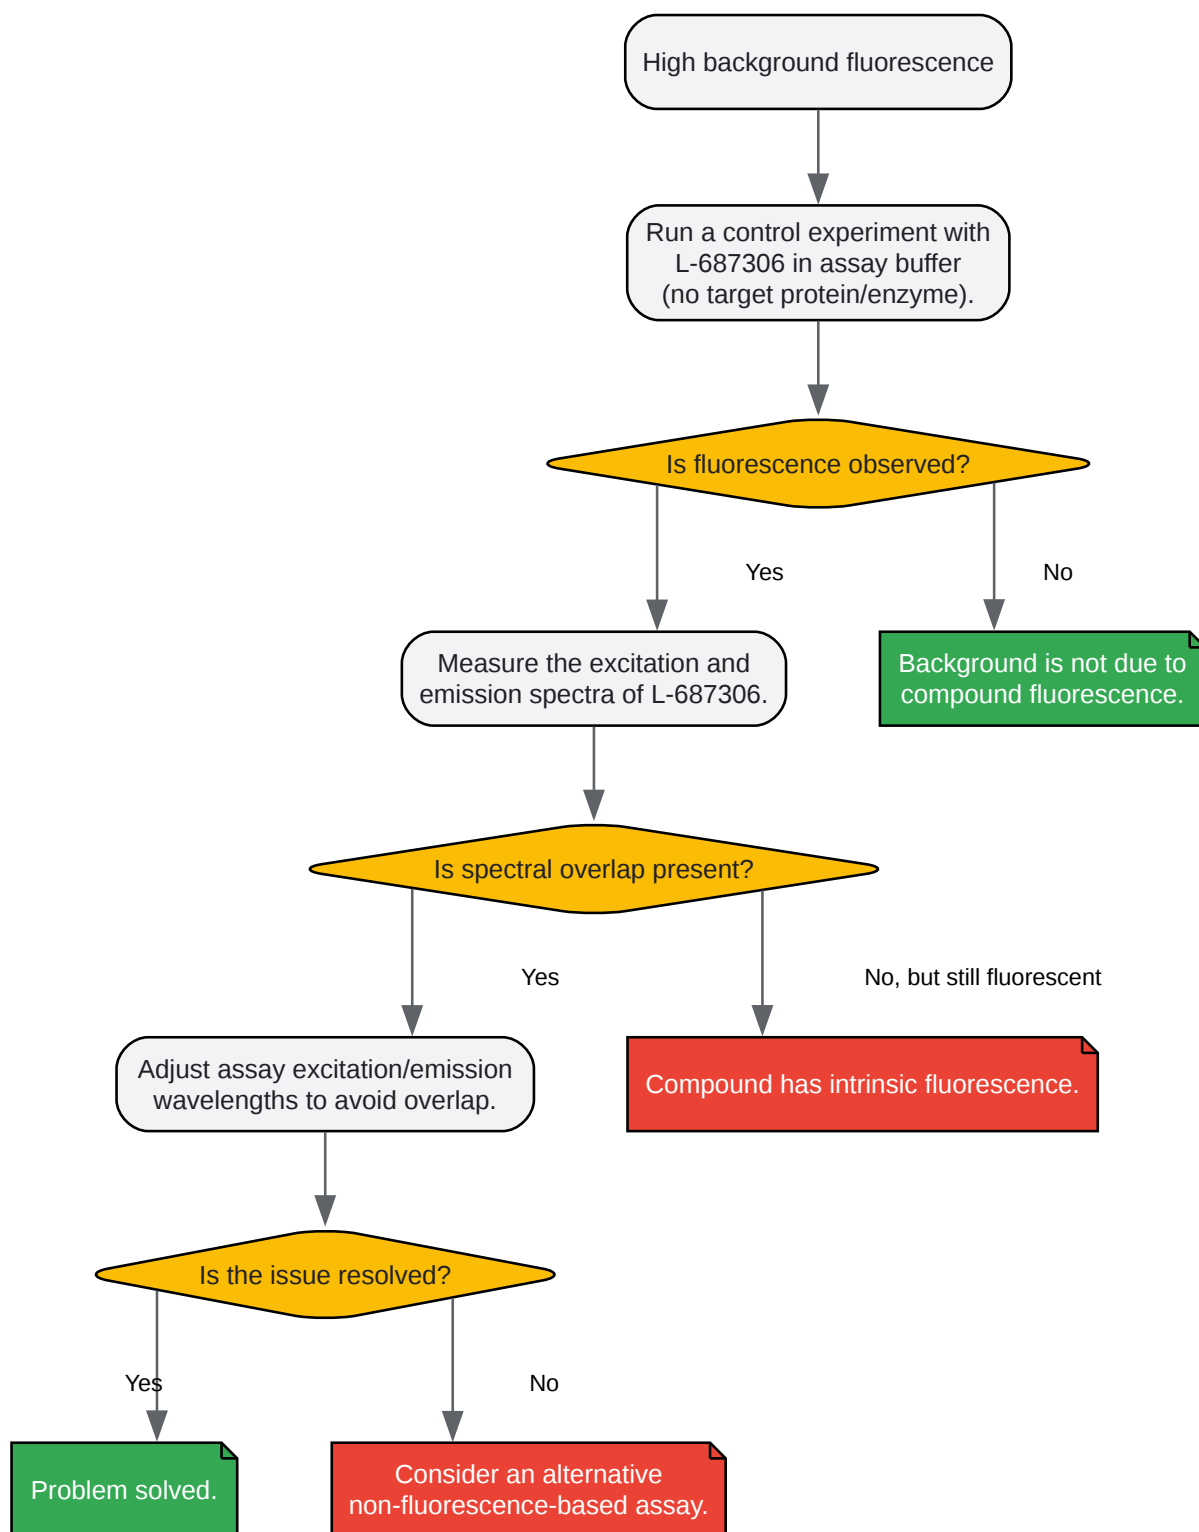 High background fluorescence
Run a control experiment with
L-687306 in assay buffer
(no target protein/enzyme).
Is fluorescence observed?
Yes
No
Measure the excitation and
emission spectra of L-687306.
Background is not due to
compound fluorescence.
Is spectral overlap present?
Yes
No, but still fluorescent
Adjust assay excitation/emission
wavelengths to avoid overlap.
Compound has intrinsic fluorescence.
Is the issue resolved?
Yes
No
Problem solved.
Consider an alternative
non-fluorescence-based assay.